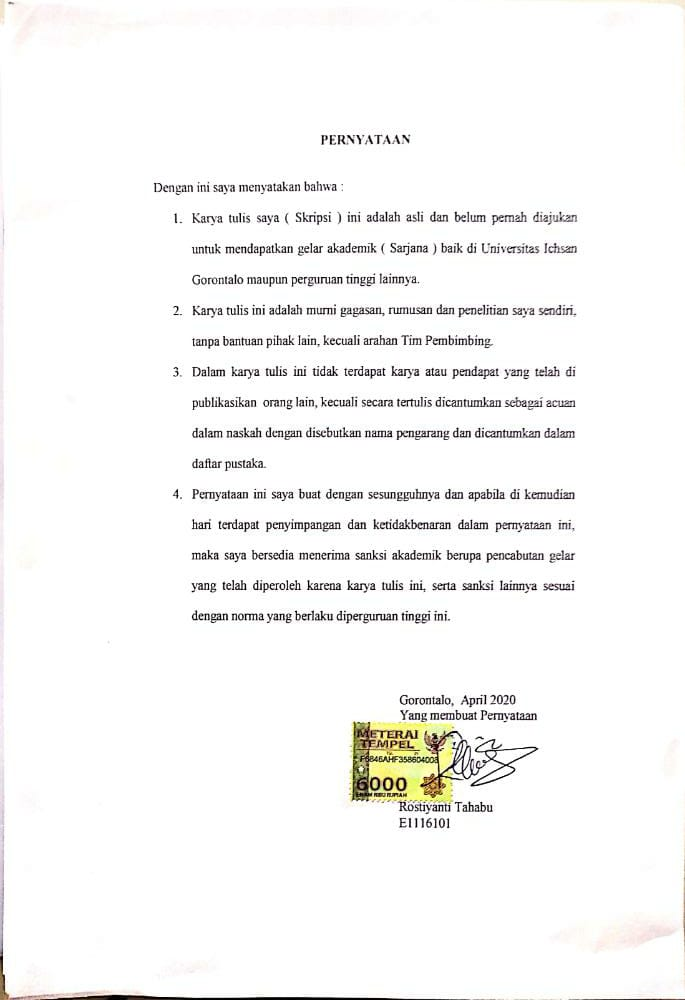 PERNYATAAN
Dengan ini saya menyatakan bahwa :
1. Karya tulis saya ( Skripsi ) ini adalah asli dan belum pernah diajukan
untuk mendapatkan gelar akademik ( Sarjana ) baik di Universitas Ichsan
Gorontalo maupun perguruan tinggi lainnya.
2. Karya tulis ini adalah murni gagasan, rumusan dan penelitian saya sendiri,
tanpa bantuan pihak lain, kecuali arahan Tim Pembimbing.
3. Dalam karya tulis ini tidak terdapat karya atau pendapat yang telah di
publikasikan orang lain, kecuali secara tertulis dicantumkan sebagai acuan
dalam naskah dengan disebutkan nama pengarang dan dicantumkan dalam
daftar pustaka.
4. Pernyataan ini saya buat dengan sesungguhnya dan apabila di kemudian
hari terdapat penyimpangan dan ketidakbenaran dalam pernyataan ini,
maka saya bersedia menerima sanksi akademik berupa pencabutan gelar
yang telah diperoleh karena karya tulis ini, serta sanksi lainnya sesuai
dengan norma yang berlaku diperguruan tinggi ini.
Gorontalo, April 2020
Yang membuat Pernyataan
METERAI
TEMPEL
F6846AHF358604008
6000
ENAM RIBU RUPIAH
Rostiyanti Tahabu
E1116101